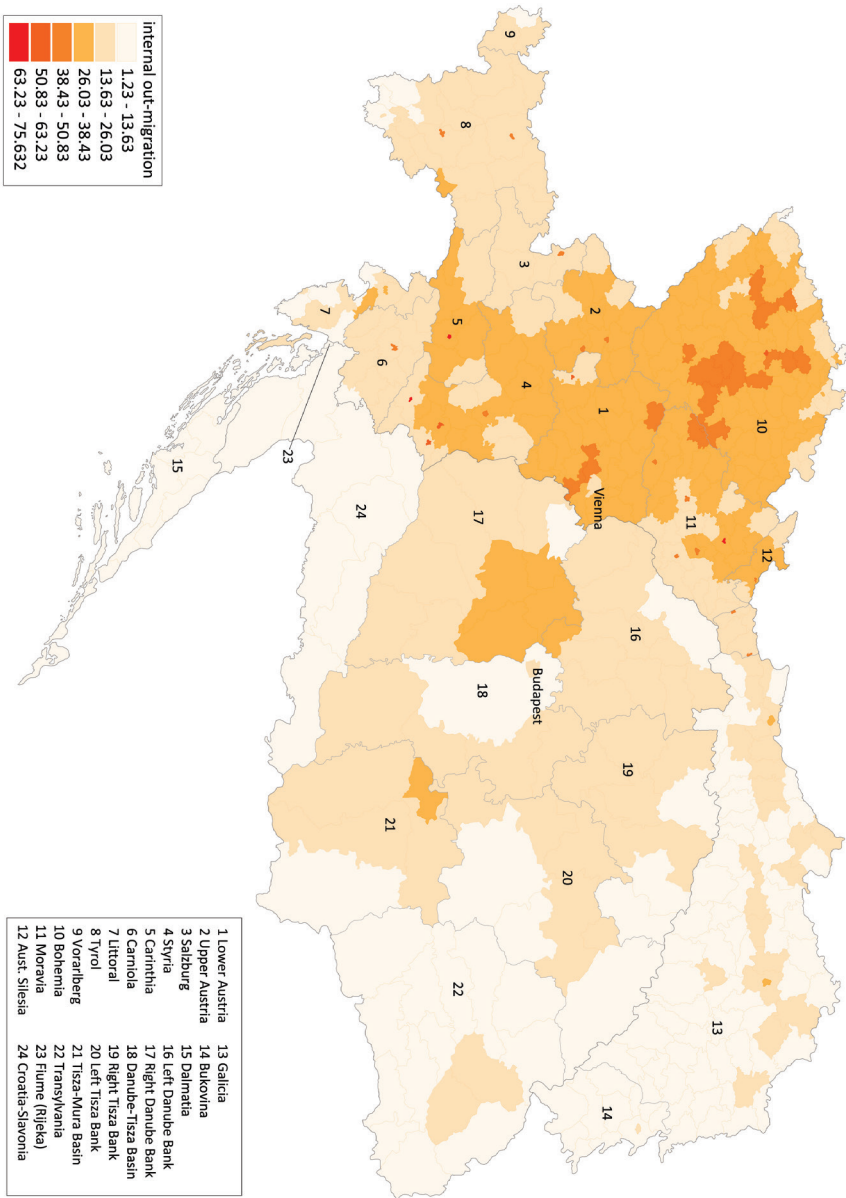 internal out-migration
1.23 - 13.63
13.63 - 26.03
26.03 - 38.43
38.43 - 50.83
50.83 - 63.23
63.23 - 75.632
9
8
3
2
10
7
5
6
4
1
Vienna
11
12
15
23
24
17
16
18
Budapest
19
21
20
22
13
14
1 Lower Austria
2 Upper Austria
3 Salzburg
4 Styria
5 Carinthia
6 Carniola
7 Littoral
8 Tyrol
9 Vorarlberg
10 Bohemia
11 Moravia
12 Aust. Silesia
13 Galicia
14 Bukovina
15 Dalmatia
16 Left Danube Bank
17 Right Danube Bank
18 Danube-Tisza Basin
19 Right Tisza Bank
20 Left Tisza Bank
21 Tisza-Mura Basin
22 Transylvania
23 Fiume (Rijeka)
24 Croatia-Slavonia